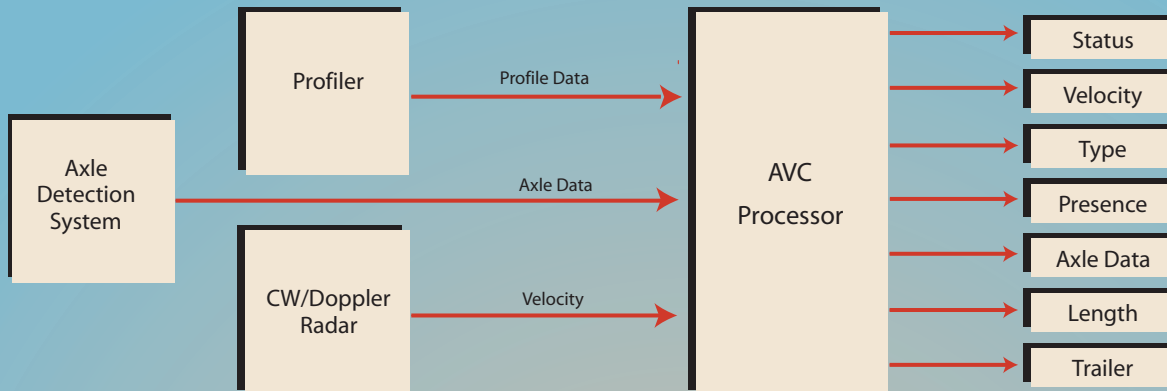 Axle
Detection
System
Profiler
CW/Doppler
Radar
Profile Data
Axle Data
Velocity
AVC
Processor
Status
Velocity
Type
Presence
Axle Data
Length
Trailer